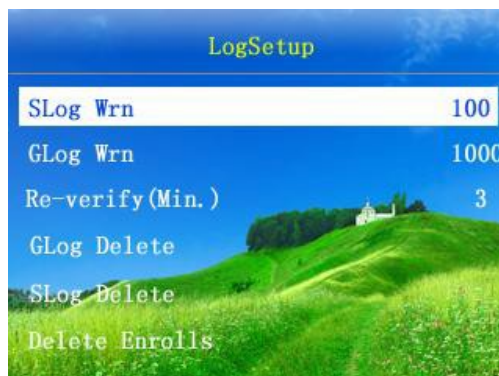 LogSetup
SLog Wrn 100
GLog Wrn 1000
Re-verify(Min.) 3
GLog Delete
SLog Delete
Delete Enrolls